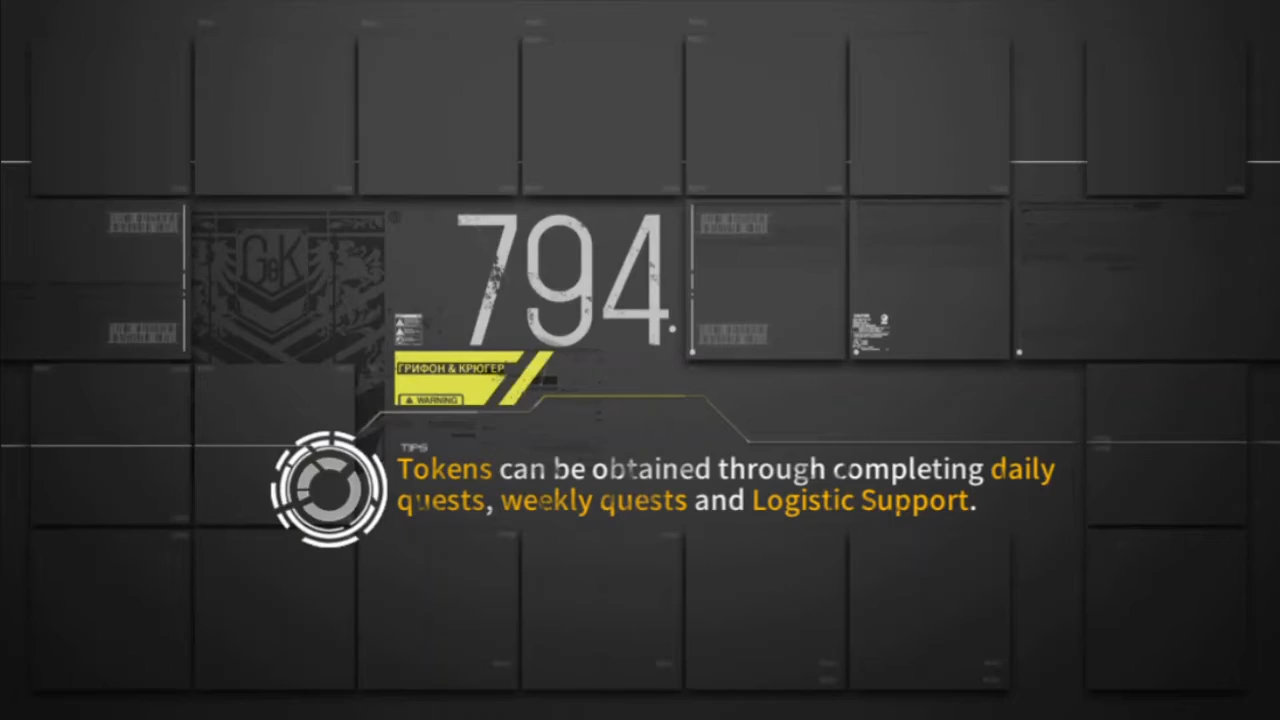 G&K
794.
ГРИФОН & КРЮГЕР
WARNING
TIPS
Tokens can be obtained through completing daily
quests, weekly quests and Logistic Support.